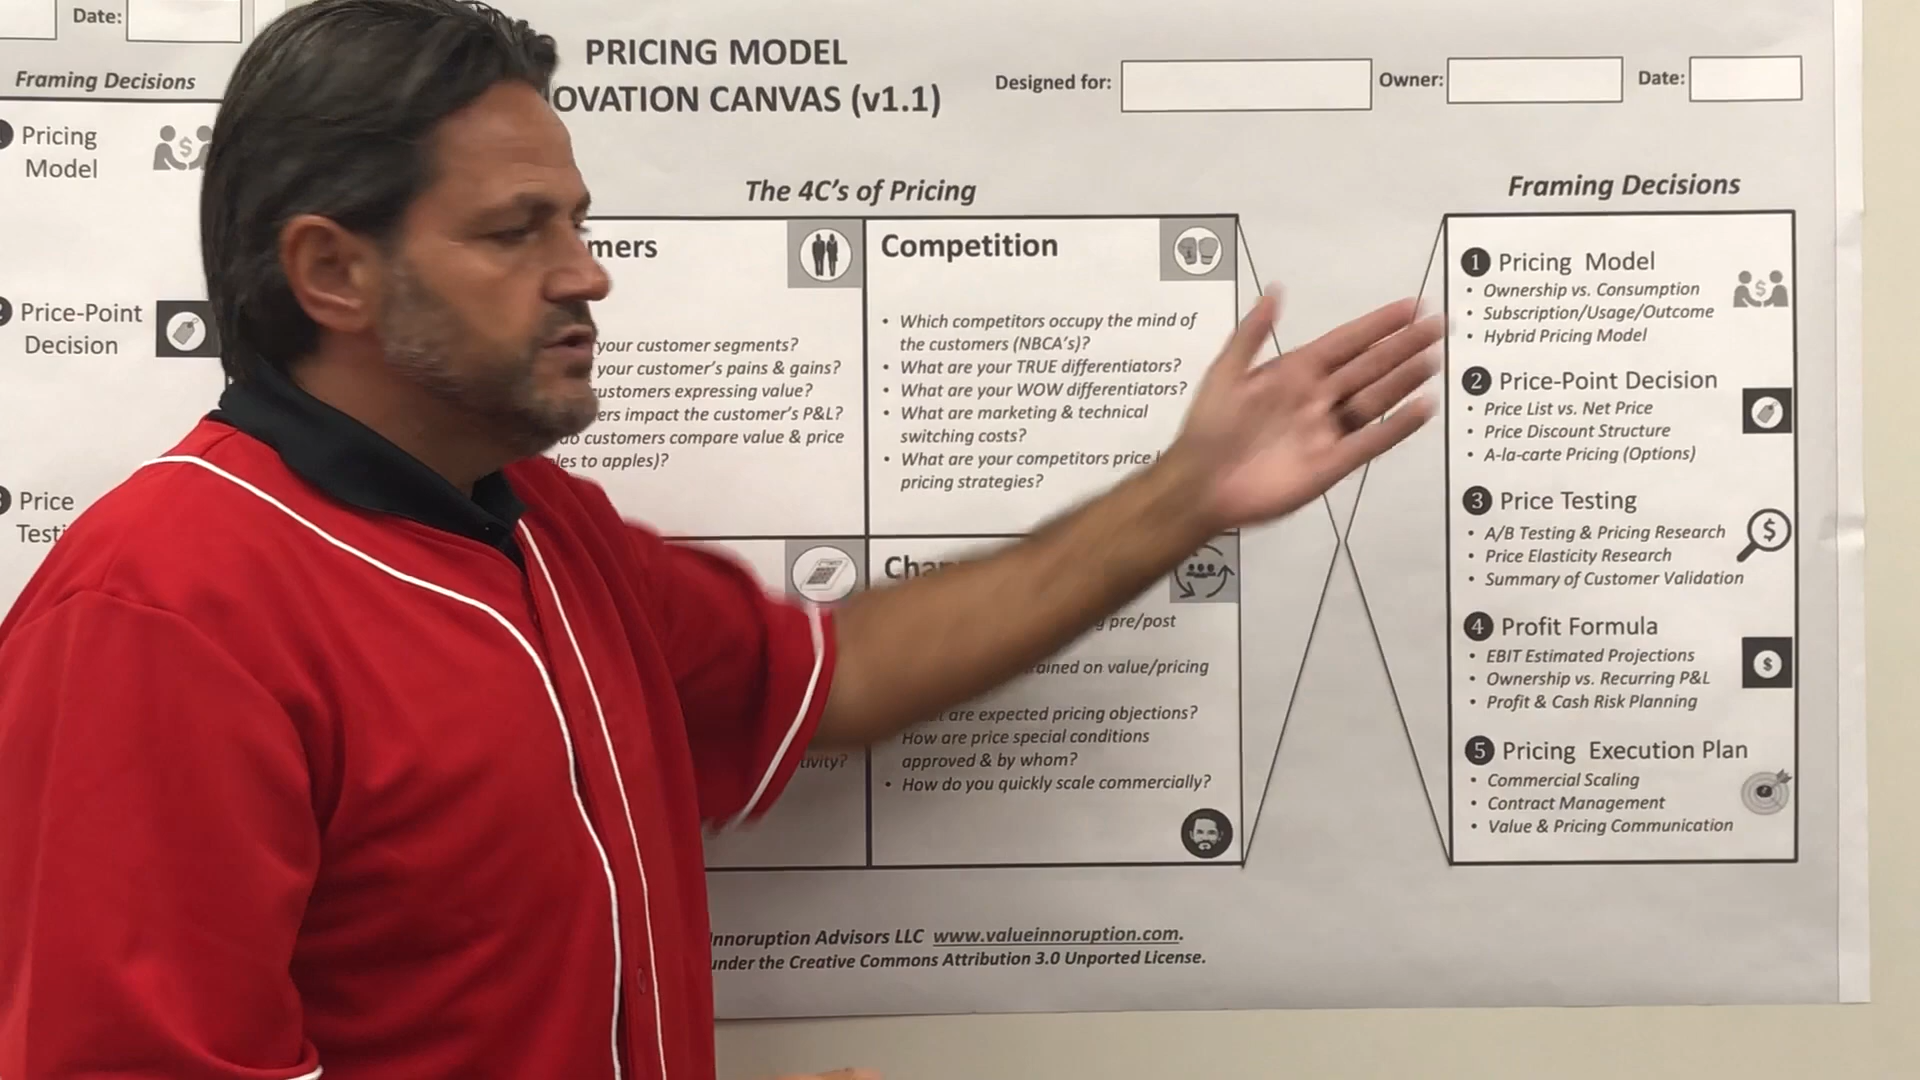 Date:
Framing Decisions
Pricing
Model
Price-Point
Decision
Price
PRICING MODEL
CANVAS (v1.1)
Designed for:
Owner:
Date:
The 4C's of Pricing
Competition
• Which competitors occupy the mind of
the customers (NBCA's)?
• What are your TRUE differentiators?
• What are your WOW differentiators?
• What are marketing & technical
switching costs?
• What are your competitors price
pricing strategies?
your customer segments?
your customer's pains & gains?
expressing value?
impact the customer's P&L?
customers compare value & price
to apples)?
pre/post
on value/pricing
are expected pricing objections?
How are price special conditions
approved & by whom?
• How do you quickly scale commercially?
Framing Decisions
1 Pricing Model
• Ownership vs. Consumption
• Subscription/Usage/Outcome
• Hybrid Pricing Model
2 Price-Point Decision
• Price List vs. Net Price
• Price Discount Structure
• A-la-carte Pricing (Options)
3 Price Testing
• A/B Testing & Pricing Research
• Price Elasticity Research
• Summary of Customer Validation
4 Profit Formula
• EBIT Estimated Projections
• Ownership vs. Recurring P&L
• Profit & Cash Risk Planning
5 Pricing Execution Plan
• Commercial Scaling
• Contract Management
• Value & Pricing Communication
Innoruption Advisors LLC www.valueinnoruption.com.
under the Creative Commons Attribution 3.0 Unported License.